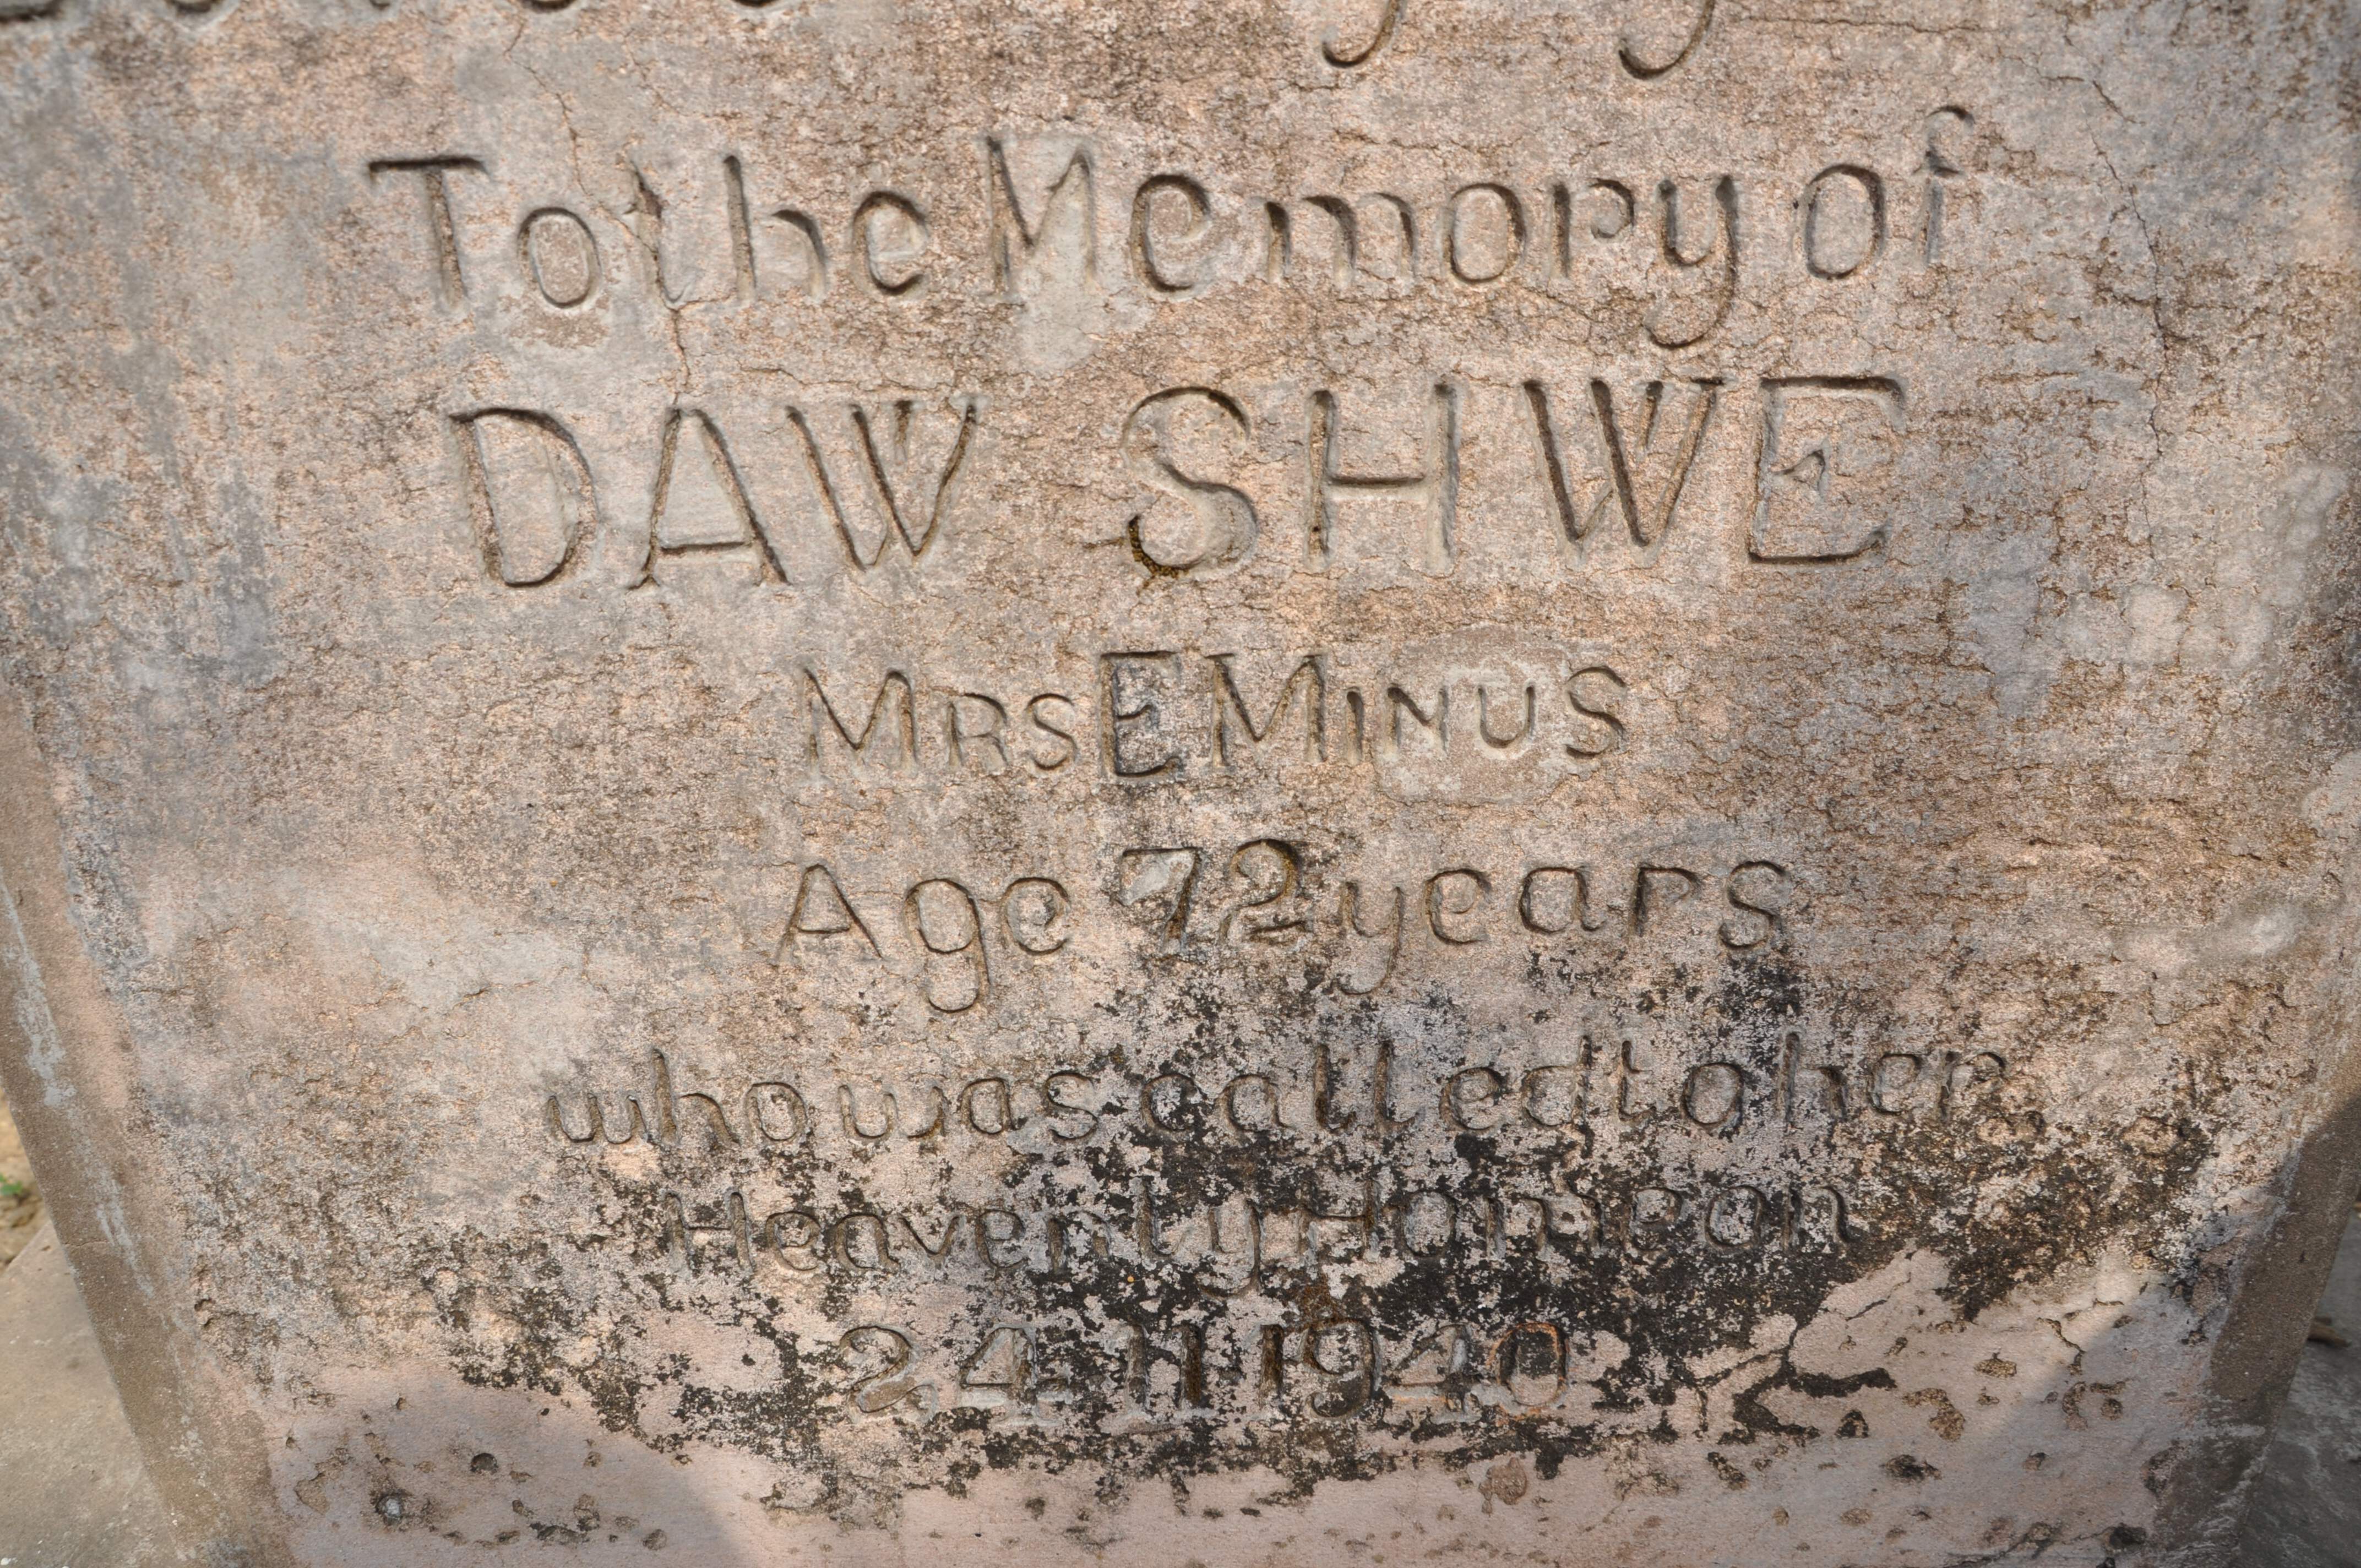 To the Memory of
DAW SHWE
MRS E MINUS
Age 72 years
who was called to her
Heavenly Home on
24-11-1940